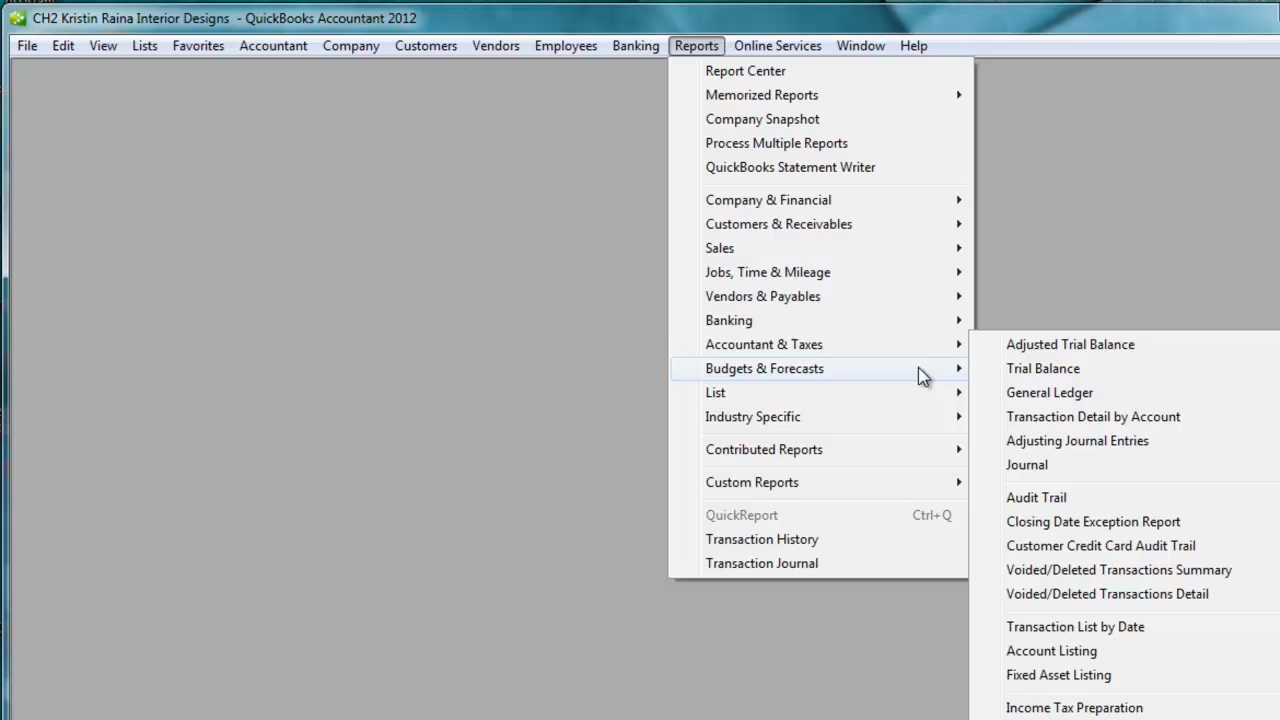 CH2 Kristin Raina Interior Designs - QuickBooks Accountant 2012
File Edit View Lists Favorites Accountant Company Customers Vendors Employees Banking Reports Online Services Window Help
Report Center
Memorized Reports
Company Snapshot
Process Multiple Reports
QuickBooks Statement Writer
Company & Financial
Customers & Receivables
Sales
Jobs, Time & Mileage
Vendors & Payables
Banking
Accountant & Taxes
Budgets & Forecasts
List
Industry Specific
Contributed Reports
Custom Reports
QuickReport Ctrl+Q
Transaction History
Transaction Journal
Adjusted Trial Balance
Trial Balance
General Ledger
Transaction Detail by Account
Adjusting Journal Entries
Journal
Audit Trail
Closing Date Exception Report
Customer Credit Card Audit Trail
Voided/Deleted Transactions Summary
Voided/Deleted Transactions Detail
Transaction List by Date
Account Listing
Fixed Asset Listing
Income Tax Preparation